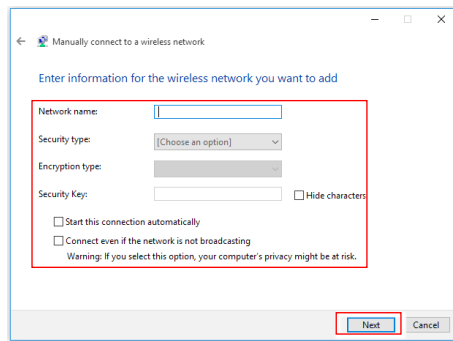 Manually connect to a wireless network
Enter information for the wireless network you want to add
Network name:
Security type: [Choose an option]
Encryption type:
Security Key: Hide characters
Start this connection automatically
Connect even if the network is not broadcasting
Warning: If you select this option, your computer's privacy might be at risk.
Next Cancel